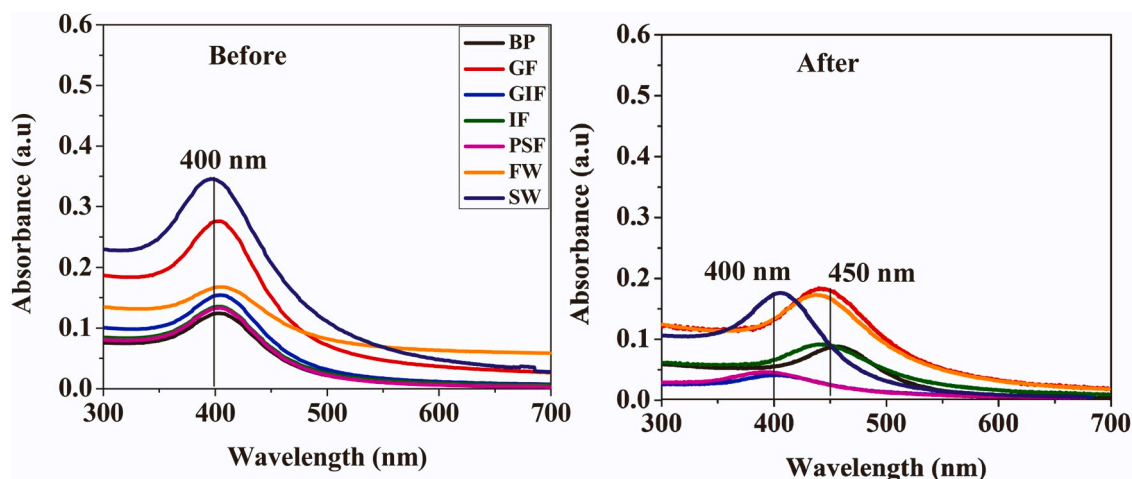 Before
BP
GF
GIF
IF
PSF
FW
SW
400 nm
0.6
0.5
0.4
0.3
0.2
0.1
0.0
300 400 500 600 700
Absorbance (a.u)
Wavelength (nm)
After
400 nm 450 nm
0.6
0.5
0.4
0.3
0.2
0.1
0.0
300 400 500 600 700
Absorbance (a.u)
Wavelength (nm)